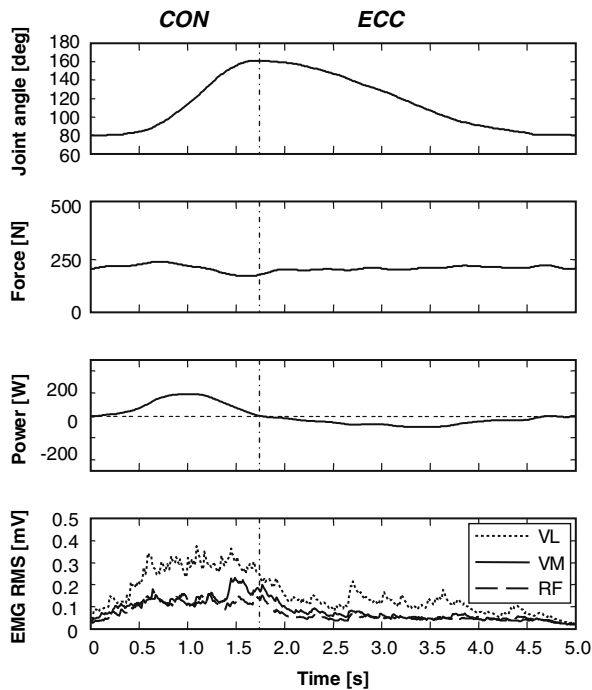 CON ECC
Joint angle [deg]
180
160
140
120
100
80
60
Force [N]
500
250
0
Power [W]
200
0
-200
EMG RMS [mV]
0.5
0.4
0.3
0.2
0.1
0
VL
VM
RF
0 0.5 1.0 1.5 2.0 2.5 3.0 3.5 4.0 4.5 5.0
Time [s]